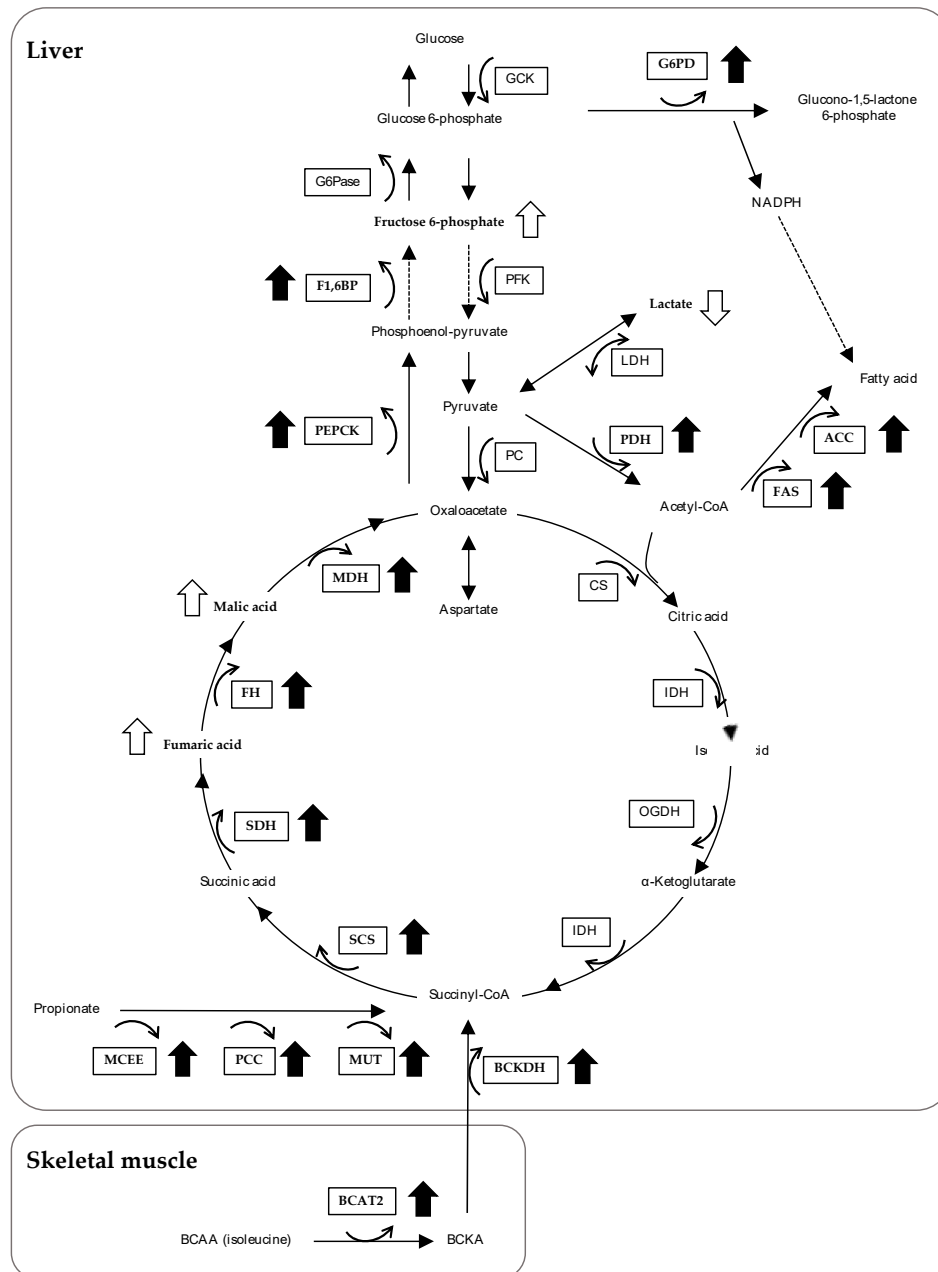 Liver
Glucose
GCK
G6PD
Glucose 6-phosphate
Glucono-1,5-lactone
6-phosphate
G6Pase
NADPH
Fructose 6-phosphate
F1,6BP
PFK
Lactate
Phosphoenol-pyruvate
LDH
Fatty acid
Pyruvate
PEPCK
PDH
ACC
PC
FAS
Acetyl-CoA
Oxaloacetate
MDH
CS
Malic acid
Aspartate
Citric acid
FH
IDH
Fumaric acid
SDH
OGDH
Succinic acid
α-Ketoglutarate
SCS
IDH
Succinyl-CoA
Propionate
MCEE
PCC
MUT
BCKDH
Skeletal muscle
BCAT2
BCAA (isoleucine)
BCKA